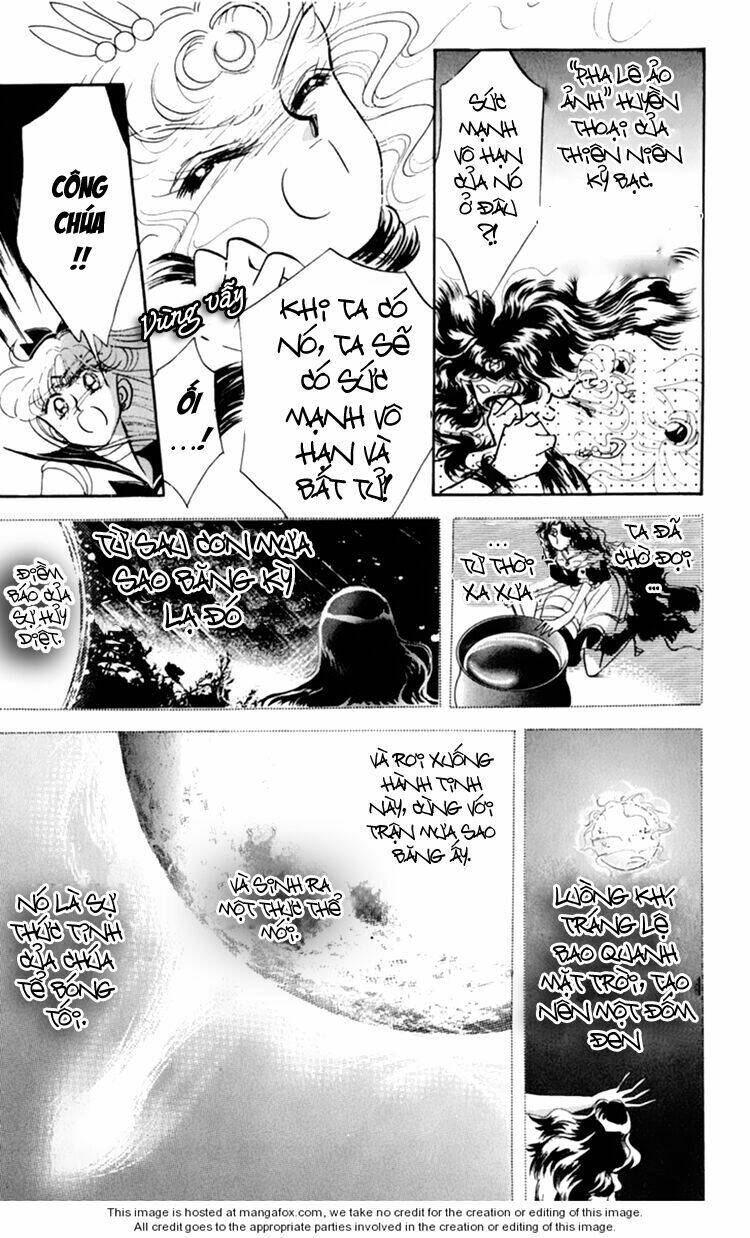 "PHA LÊ ẢO
ẢNH" HUYỀN
THOẠI CỦA
THIÊN NIÊN
KỶ BẠC.
SỨC
MẠNH
VÔ HẠN
CỦA NÓ
Ở ĐÂU
?!
KHI TA CÓ
NÓ, TA SẼ
CÓ SỨC
MẠNH VÔ
HẠN VÀ
BẤT TỬ!
Vùng vẫy
ỐI
...!
CÔNG
CHÚA
!!
TA ĐÃ
CHỜ ĐỢI
...
...
TỪ THỜI
XA XƯA
TỪ SAU CƠN MƯA
SAO BĂNG KỲ
LẠ ĐÓ
ĐIỀM
BÁO CỦA
SỰ HỦY
DIỆT.
LUỒNG KHÍ
TRÁNG LỆ
BAO QUANH
MẶT TRỜI, TẠO
NÊN MỘT ĐỐM
ĐEN
VÀ RƠI XUỐNG
HÀNH TINH
NÀY, CÙNG VỚI
TRẬN MƯA SAO
BĂNG ẤY.
VÀ SINH RA
MỘT THỰC THỂ
MỚI.
NÓ LÀ SỰ
THỨC TỈNH
CỦA CHÚA
TỂ BÓNG
TỐI.
This image is hosted at mangafox.com, we take no credit for the creation or editing of this image.
All credit goes to the appropriate parties involved in the creation or editing of this image.